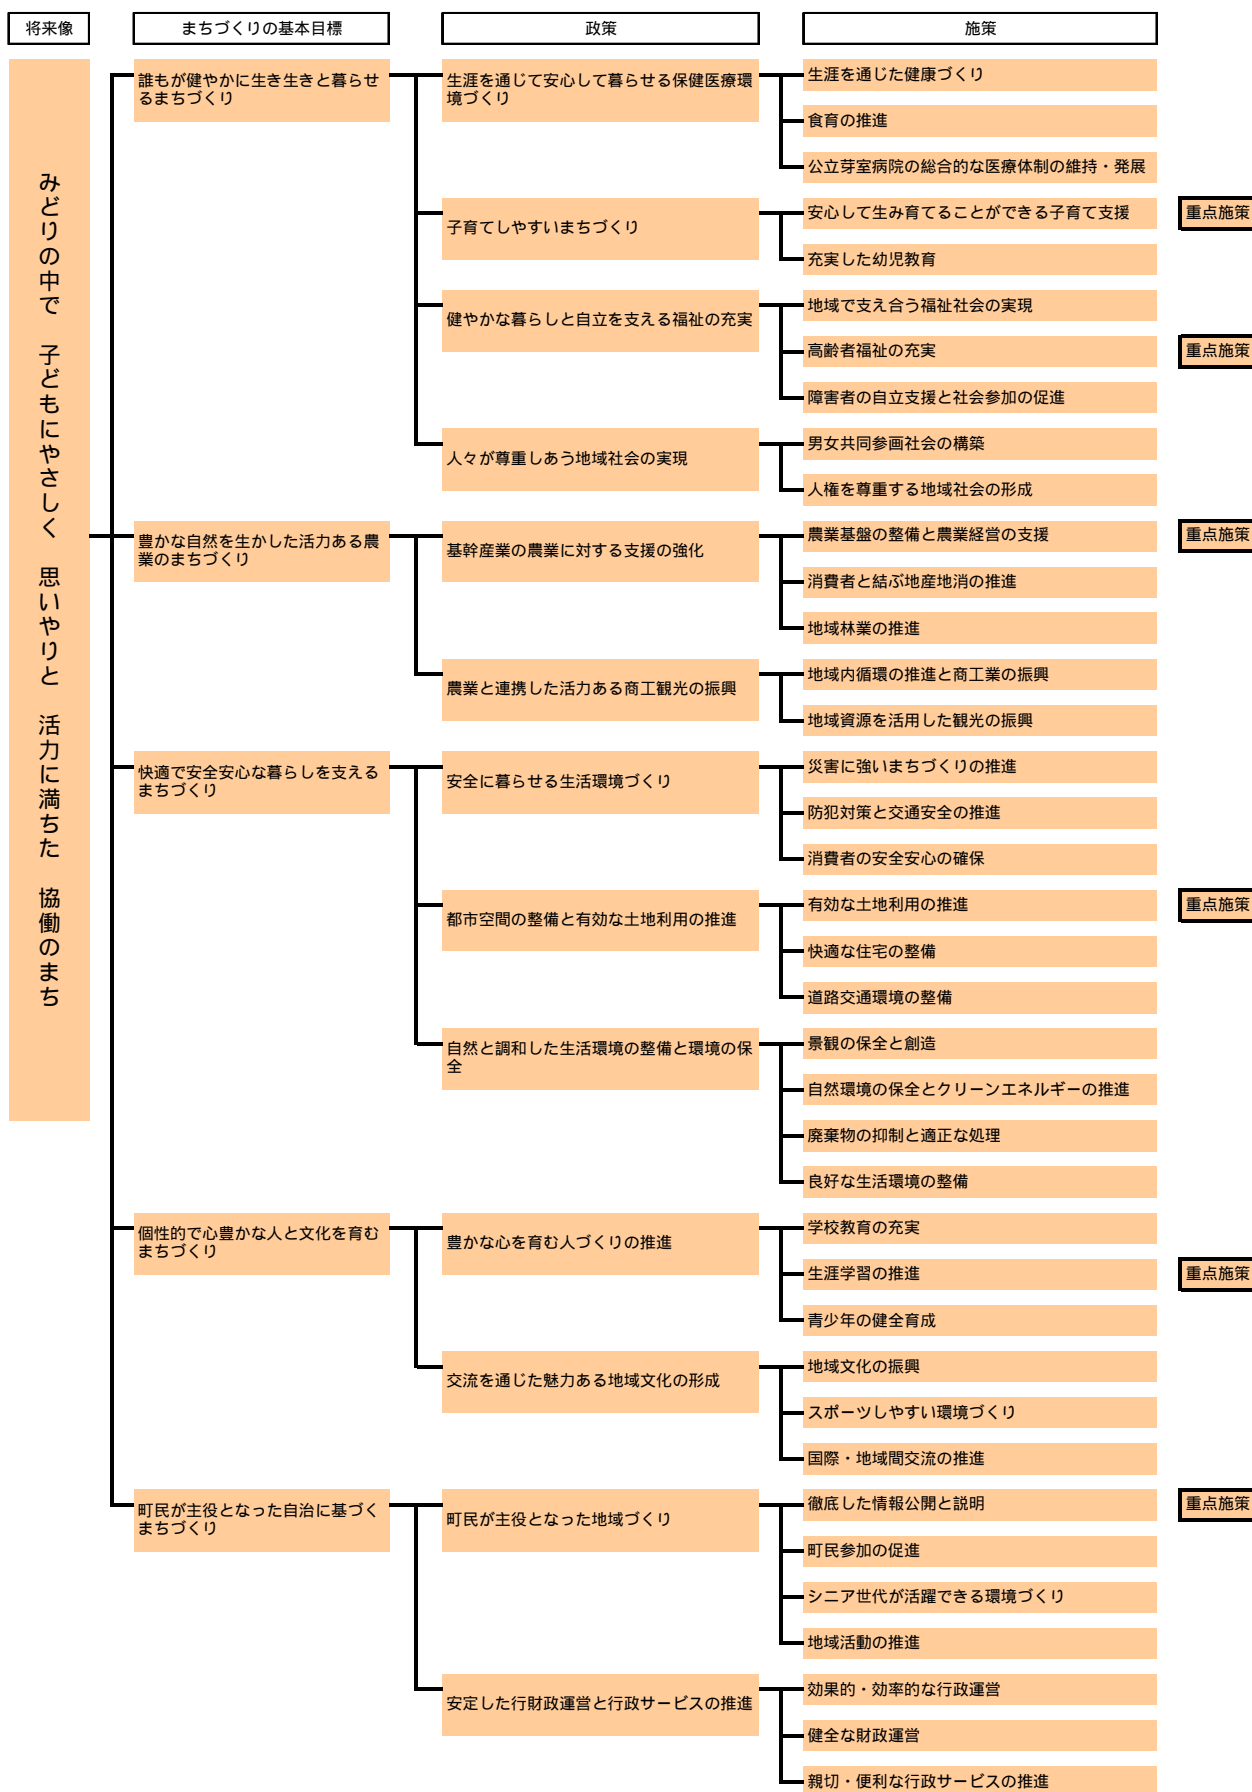 将来像
まちづくりの基本目標
政策
施策
みどりの中で　子どもにやさしく　思いやりと　活力に満ちた　協働のまち
誰もが健やかに生き生きと暮らせ
るまちづくり
生涯を通じて安心して暮らせる保健医療環
境づくり
生涯を通じた健康づくり
食育の推進
公立芽室病院の総合的な医療体制の維持・発展
子育てしやすいまちづくり
安心して生み育てることができる子育て支援
重点施策
充実した幼児教育
健やかな暮らしと自立を支える福祉の充実
地域で支え合う福祉社会の実現
高齢者福祉の充実
重点施策
障害者の自立支援と社会参加の促進
人々が尊重しあう地域社会の実現
男女共同参画社会の構築
人権を尊重する地域社会の形成
豊かな自然を生かした活力ある農
業のまちづくり
基幹産業の農業に対する支援の強化
農業基盤の整備と農業経営の支援
重点施策
消費者と結ぶ地産地消の推進
地域林業の推進
農業と連携した活力ある商工観光の振興
地域内循環の推進と商工業の振興
地域資源を活用した観光の振興
快適で安全安心な暮らしを支える
まちづくり
安全に暮らせる生活環境づくり
災害に強いまちづくりの推進
防犯対策と交通安全の推進
消費者の安全安心の確保
都市空間の整備と有効な土地利用の推進
有効な土地利用の推進
重点施策
快適な住宅の整備
道路交通環境の整備
自然と調和した生活環境の整備と環境の保
全
景観の保全と創造
自然環境の保全とクリーンエネルギーの推進
廃棄物の抑制と適正な処理
良好な生活環境の整備
個性的で心豊かな人と文化を育む
まちづくり
豊かな心を育む人づくりの推進
学校教育の充実
生涯学習の推進
重点施策
青少年の健全育成
交流を通じた魅力ある地域文化の形成
地域文化の振興
スポーツしやすい環境づくり
国際・地域間交流の推進
町民が主役となった自治に基づく
まちづくり
町民が主役となった地域づくり
徹底した情報公開と説明
重点施策
町民参加の促進
シニア世代が活躍できる環境づくり
地域活動の推進
安定した行財政運営と行政サービスの推進
効果的・効率的な行政運営
健全な財政運営
親切・便利な行政サービスの推進